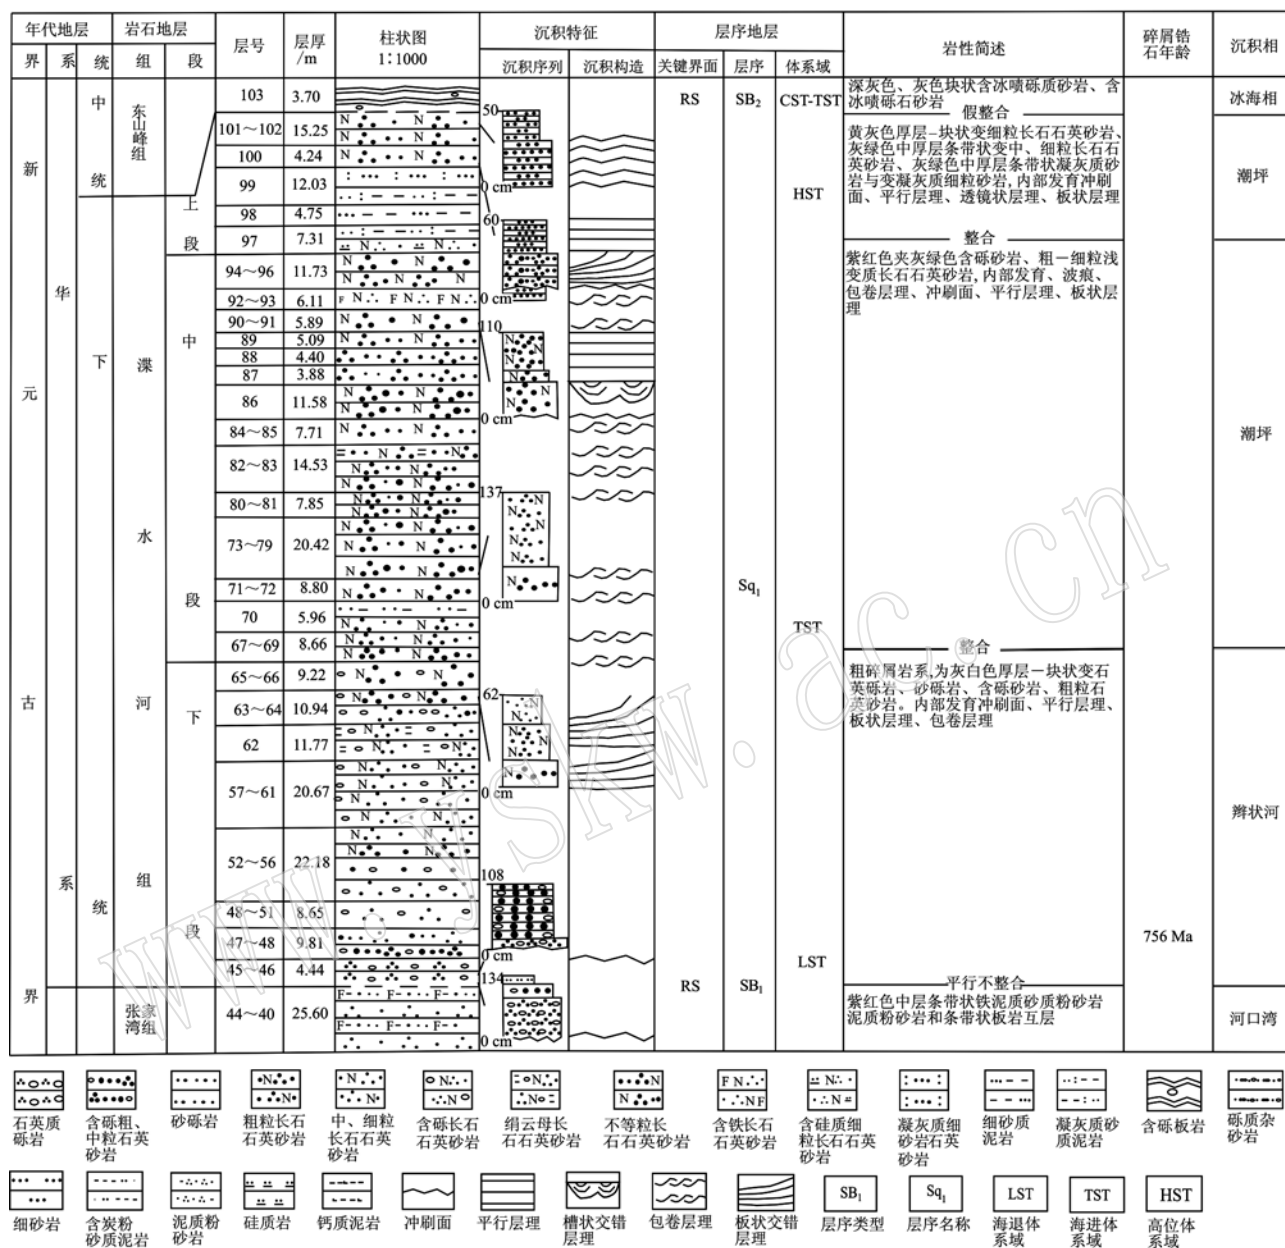 年代地层 岩石地层 层号 层厚/m 柱状图 1∶1000 沉积特征 层序地层 岩性简述 碎屑锆石年龄 沉积相
界 系 统 组 段 沉积序列 沉积构造 关键界面 层序 体系域
新元古界
南华系
中统
下统
东山峰组
渫水河组
张家湾组
上段
中段
下段
103 3.70
101～102 15.25
100 4.24
99 12.03
98 4.75
97 7.31
94～96 11.73
92～93 6.11
90～91 5.89
89 5.09
88 4.40
87 3.88
86 11.58
84～85 7.71
82～83 14.53
80～81 7.85
73～79 20.42
71～72 8.80
70 5.96
67～69 8.66
65～66 9.22
63～64 10.94
62 11.77
57～61 20.67
52～56 22.18
48～51 8.65
47～48 9.81
45～46 4.44
44～40 25.60
50
0 cm
60
0 cm
110
0 cm
137
0 cm
62
0 cm
108
0 cm
134
0 cm
RS SB2 CST-TST
HST
Sq1
TST
LST
RS SB1
深灰色、灰色块状含冰碛砾质砂岩、含
冰碛砾石砂岩
假整合
黄灰色厚层－块状变细粒长石石英砂岩、
灰绿色中厚层条带状变中、细粒长石石
英砂岩、灰绿色中厚层条带状凝灰质砂
岩与变凝灰质细粒砂岩,内部发育冲刷
面、平行层理、透镜状层理、板状层理
整合
紫红色夹灰绿色含砾砂岩、粗－细粒浅
变质长石石英砂岩,内部发育、波痕、
包卷层理、冲刷面、平行层理、板状层
理
整合
粗碎屑岩系,为灰白色厚层－块状变石
英砾岩、砂砾岩、含砾砂岩、粗粒石
英砂岩。内部发育冲刷面、平行层理、
板状层理、包卷层理
平行不整合
紫红色中层条带状铁泥质砂质粉砂岩
泥质粉砂岩和条带状板岩互层
756 Ma
冰海相
潮坪
潮坪
辫状河
河口湾
www.yskw.ac.cn
石英质砾岩
含砾粗、中粒石英砂岩
砂砾岩
粗粒长石石英砂岩
中、细粒长石石英砂岩
含砾长石石英砂岩
绢云母长石石英砂岩
不等粒长石石英砂岩
含铁长石石英砂岩
含硅质细粒长石石英砂岩
凝灰质细砂岩石英砂岩
细砂质泥岩
凝灰质砂质泥岩
含砾板岩
砾质杂砂岩
细砂岩
含炭粉砂质泥岩
泥质粉砂岩
硅质岩
钙质泥岩
冲刷面
平行层理
槽状交错层理
包卷层理
板状交错层理
SB1 层序类型
Sq1 层序名称
LST 海退体系域
TST 海进体系域
HST 高位体系域